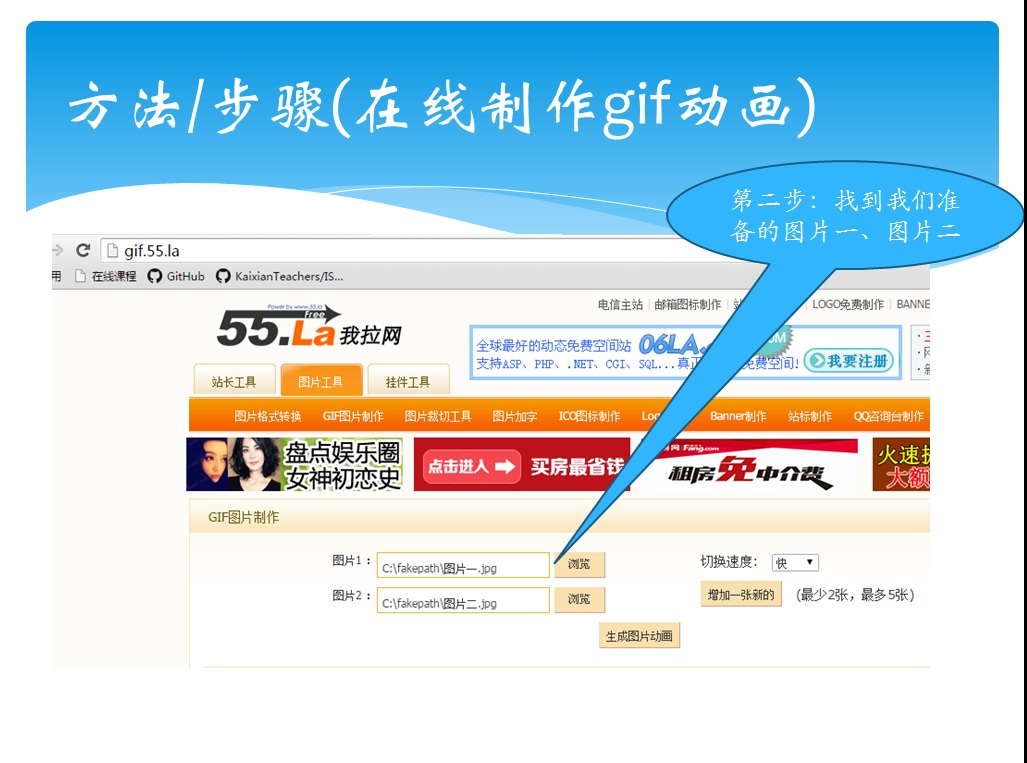 方法/步骤(在线制作gif动画)
第二步：找到我们准
备的图片一、图片二
gif.55.la
用 在线课程 GitHub KaixianTeachers/IS...
电信主站 邮箱图标制作 LOGO免费制作 BANNE
Power by www.55.la
Free
55.La我拉网
全球最好的动态免费空间站 06LA.
支持ASP、PHP、.NET、CGI、SQL...真正 免费空间!
我要注册
站长工具 图片工具 挂件工具
图片格式转换 GIF图片制作 图片裁切工具 图片加字 ICO图标制作 Lo Banner制作 站标制作 QQ咨询台制作
盘点娱乐圈
女神初恋史
点击进入 买房最省钱
Fang.com
租房免中介费
火速
大额
GIF图片制作
图片1： C:\fakepath\图片一.jpg 浏览 切换速度： 快
图片2： C:\fakepath\图片二.jpg 浏览 增加一张新的 (最少2张，最多5张)
生成图片动画